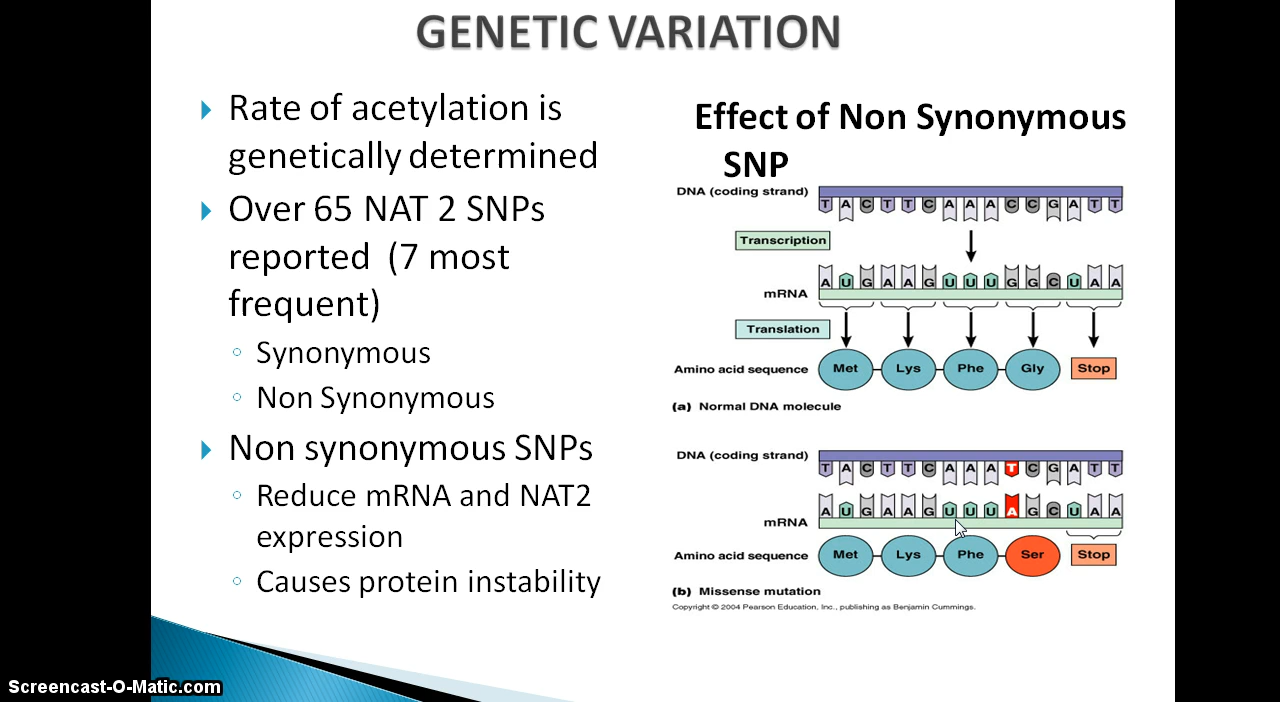 GENETIC VARIATION
Rate of acetylation is
genetically determined
Over 65 NAT 2 SNPs
reported (7 most
frequent)
Synonymous
Non Synonymous
Non synonymous SNPs
Reduce mRNA and NAT2
expression
Causes protein instability
Effect of Non Synonymous
SNP
DNA (coding strand)
T A C T T C A A A C C G A T T
Transcription
A U G A A G U U U G G C U A A
mRNA
Translation
Amino acid sequence Met Lys Phe Gly Stop
(a) Normal DNA molecule
DNA (coding strand)
T A C T T C A A A T C G A T T
A U G A A G U U U A G C U A A
mRNA
Amino acid sequence Met Lys Phe Ser Stop
(b) Missense mutation
Copyright © 2004 Pearson Education, Inc., publishing as Benjamin Cummings.
Screencast-O-Matic.com